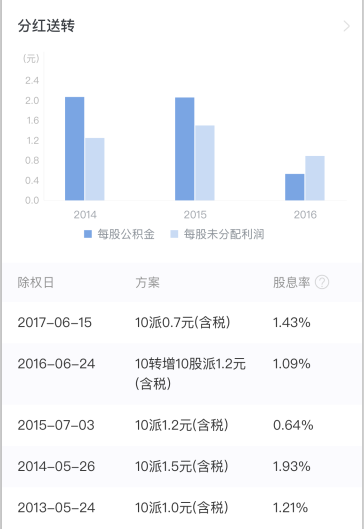 分红送转
(元)
2.4
2.0
1.6
1.2
0.8
0.4
0.0
2014 2015 2016
每股公积金 每股未分配利润
除权日 方案 股息率 ?
2017-06-15 10派0.7元(含税) 1.43%
2016-06-24 10转增10股派1.2元 1.09%
(含税)
2015-07-03 10派1.2元(含税) 0.64%
2014-05-26 10派1.5元(含税) 1.93%
2013-05-24 10派1.0元(含税) 1.21%